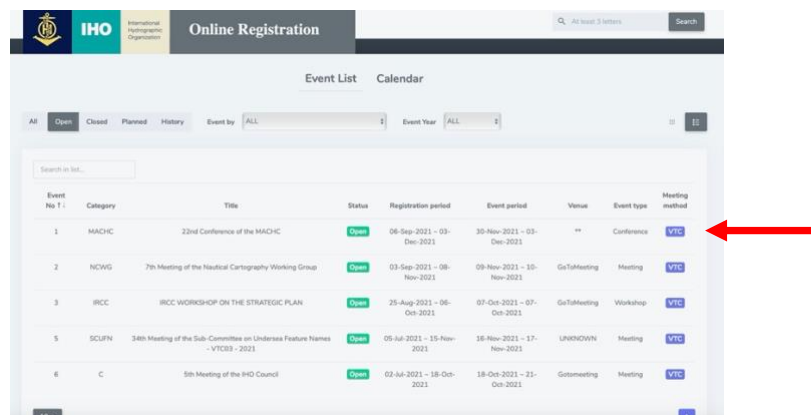 IHO
International
Hydrographic
Organization
Online Registration
At least 3 letters
Search
Event List Calendar
All Open Closed Planned History Event by ALL Event Year ALL
Search in list...
Event No Category Title Status Registration period Event period Venue Event type Meeting method
1 MACHC 22nd Conference of the MACHC Open 06-Sep-2021 ~ 03-Dec-2021 30-Nov-2021 ~ 03-Dec-2021 ** Conference VTC
2 NCWG 7th Meeting of the Nautical Cartography Working Group Open 03-Sep-2021 ~ 08-Nov-2021 09-Nov-2021 ~ 10-Nov-2021 GoToMeeting Meeting VTC
3 IRCC IRCC WORKSHOP ON THE STRATEGIC PLAN Open 25-Aug-2021 ~ 06-Oct-2021 07-Oct-2021 ~ 07-Oct-2021 GoToMeeting Workshop VTC
5 SCUFN 34th Meeting of the Sub-Committee on Undersea Feature Names - VTC03 - 2021 Open 05-Jul-2021 ~ 15-Nov-2021 16-Nov-2021 ~ 17-Nov-2021 UNKNOWN Meeting VTC
6 C 5th Meeting of the IHO Council Open 02-Jul-2021 ~ 18-Oct-2021 18-Oct-2021 ~ 21-Oct-2021 Gotomeeting Meeting VTC